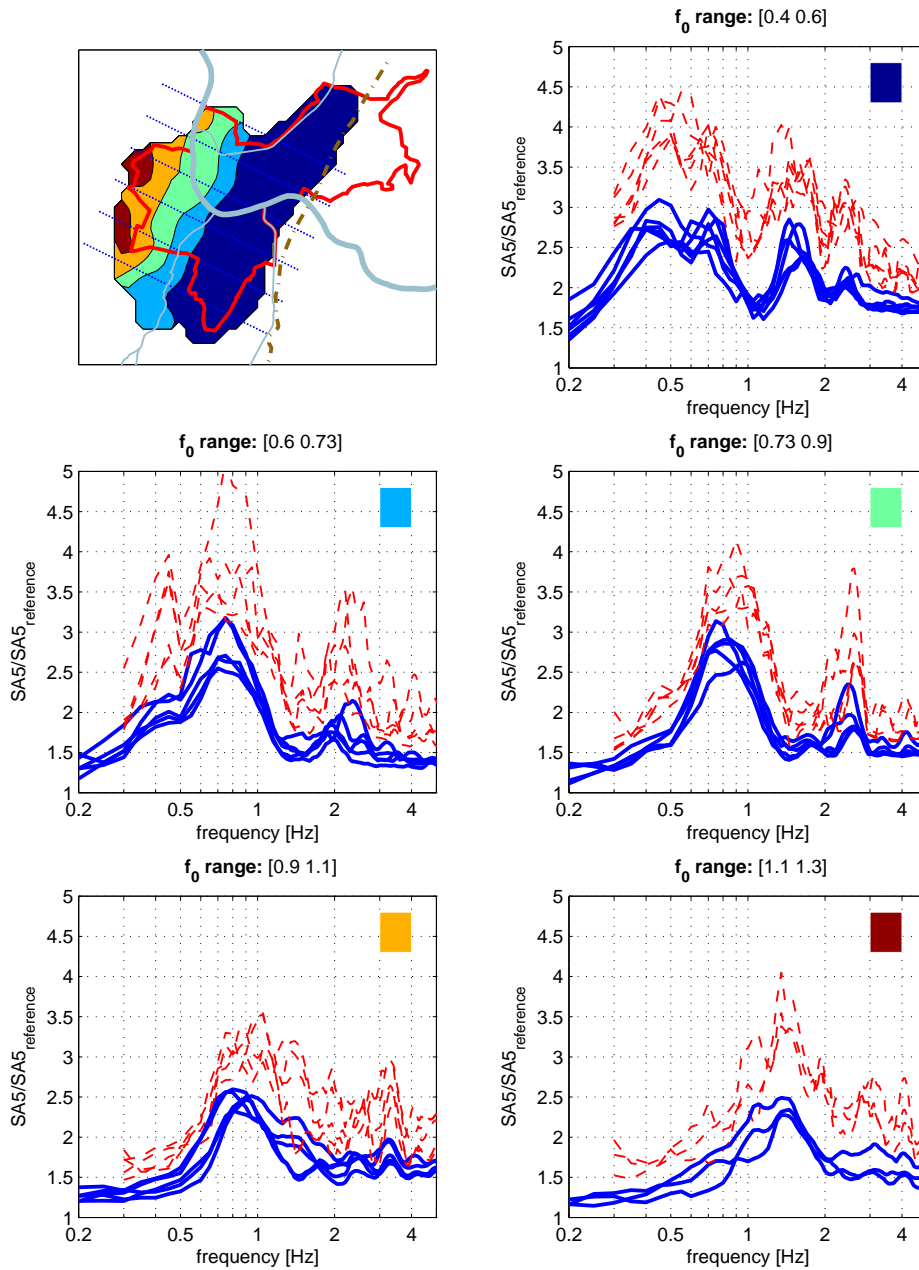 f0 range: [0.4 0.6]
5
4.5
4
3.5
3
2.5
2
1.5
1
SA5/SA5reference
0.2 0.5 1 2 4
frequency [Hz]
f0 range: [0.6 0.73]
5
4.5
4
3.5
3
2.5
2
1.5
1
SA5/SA5reference
0.2 0.5 1 2 4
frequency [Hz]
f0 range: [0.73 0.9]
5
4.5
4
3.5
3
2.5
2
1.5
1
SA5/SA5reference
0.2 0.5 1 2 4
frequency [Hz]
f0 range: [0.9 1.1]
5
4.5
4
3.5
3
2.5
2
1.5
1
SA5/SA5reference
0.2 0.5 1 2 4
frequency [Hz]
f0 range: [1.1 1.3]
5
4.5
4
3.5
3
2.5
2
1.5
1
SA5/SA5reference
0.2 0.5 1 2 4
frequency [Hz]